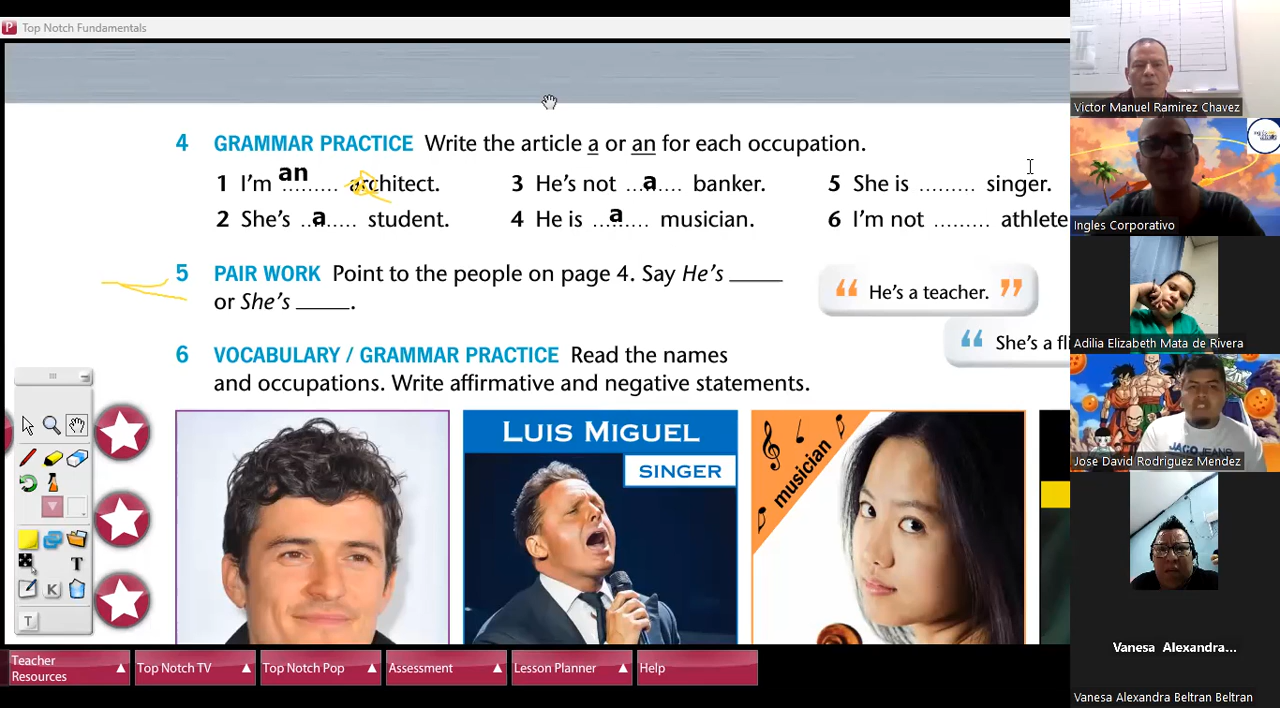 Top Notch Fundamentals
4 GRAMMAR PRACTICE Write the article a or an for each occupation.
1 I'm an architect. 3 He's not a banker. 5 She is ......... singer.
2 She's a student. 4 He is a musician. 6 I'm not ......... athlete
5 PAIR WORK Point to the people on page 4. Say He's _____
or She's _____.
“ He's a teacher. ”
“ She's a fli
6 VOCABULARY / GRAMMAR PRACTICE Read the names
and occupations. Write affirmative and negative statements.
LUIS MIGUEL
SINGER
musician
T
K
T
Teacher
Resources
Top Notch TV
Top Notch Pop
Assessment
Lesson Planner
Help
Victor Manuel Ramirez Chavez
Ingles Corporativo
Adilia Elizabeth Mata de Rivera
Jose David Rodriguez Mendez
JACO JEANS
Vanesa Alexandra...
Vanesa Alexandra Beltran Beltran